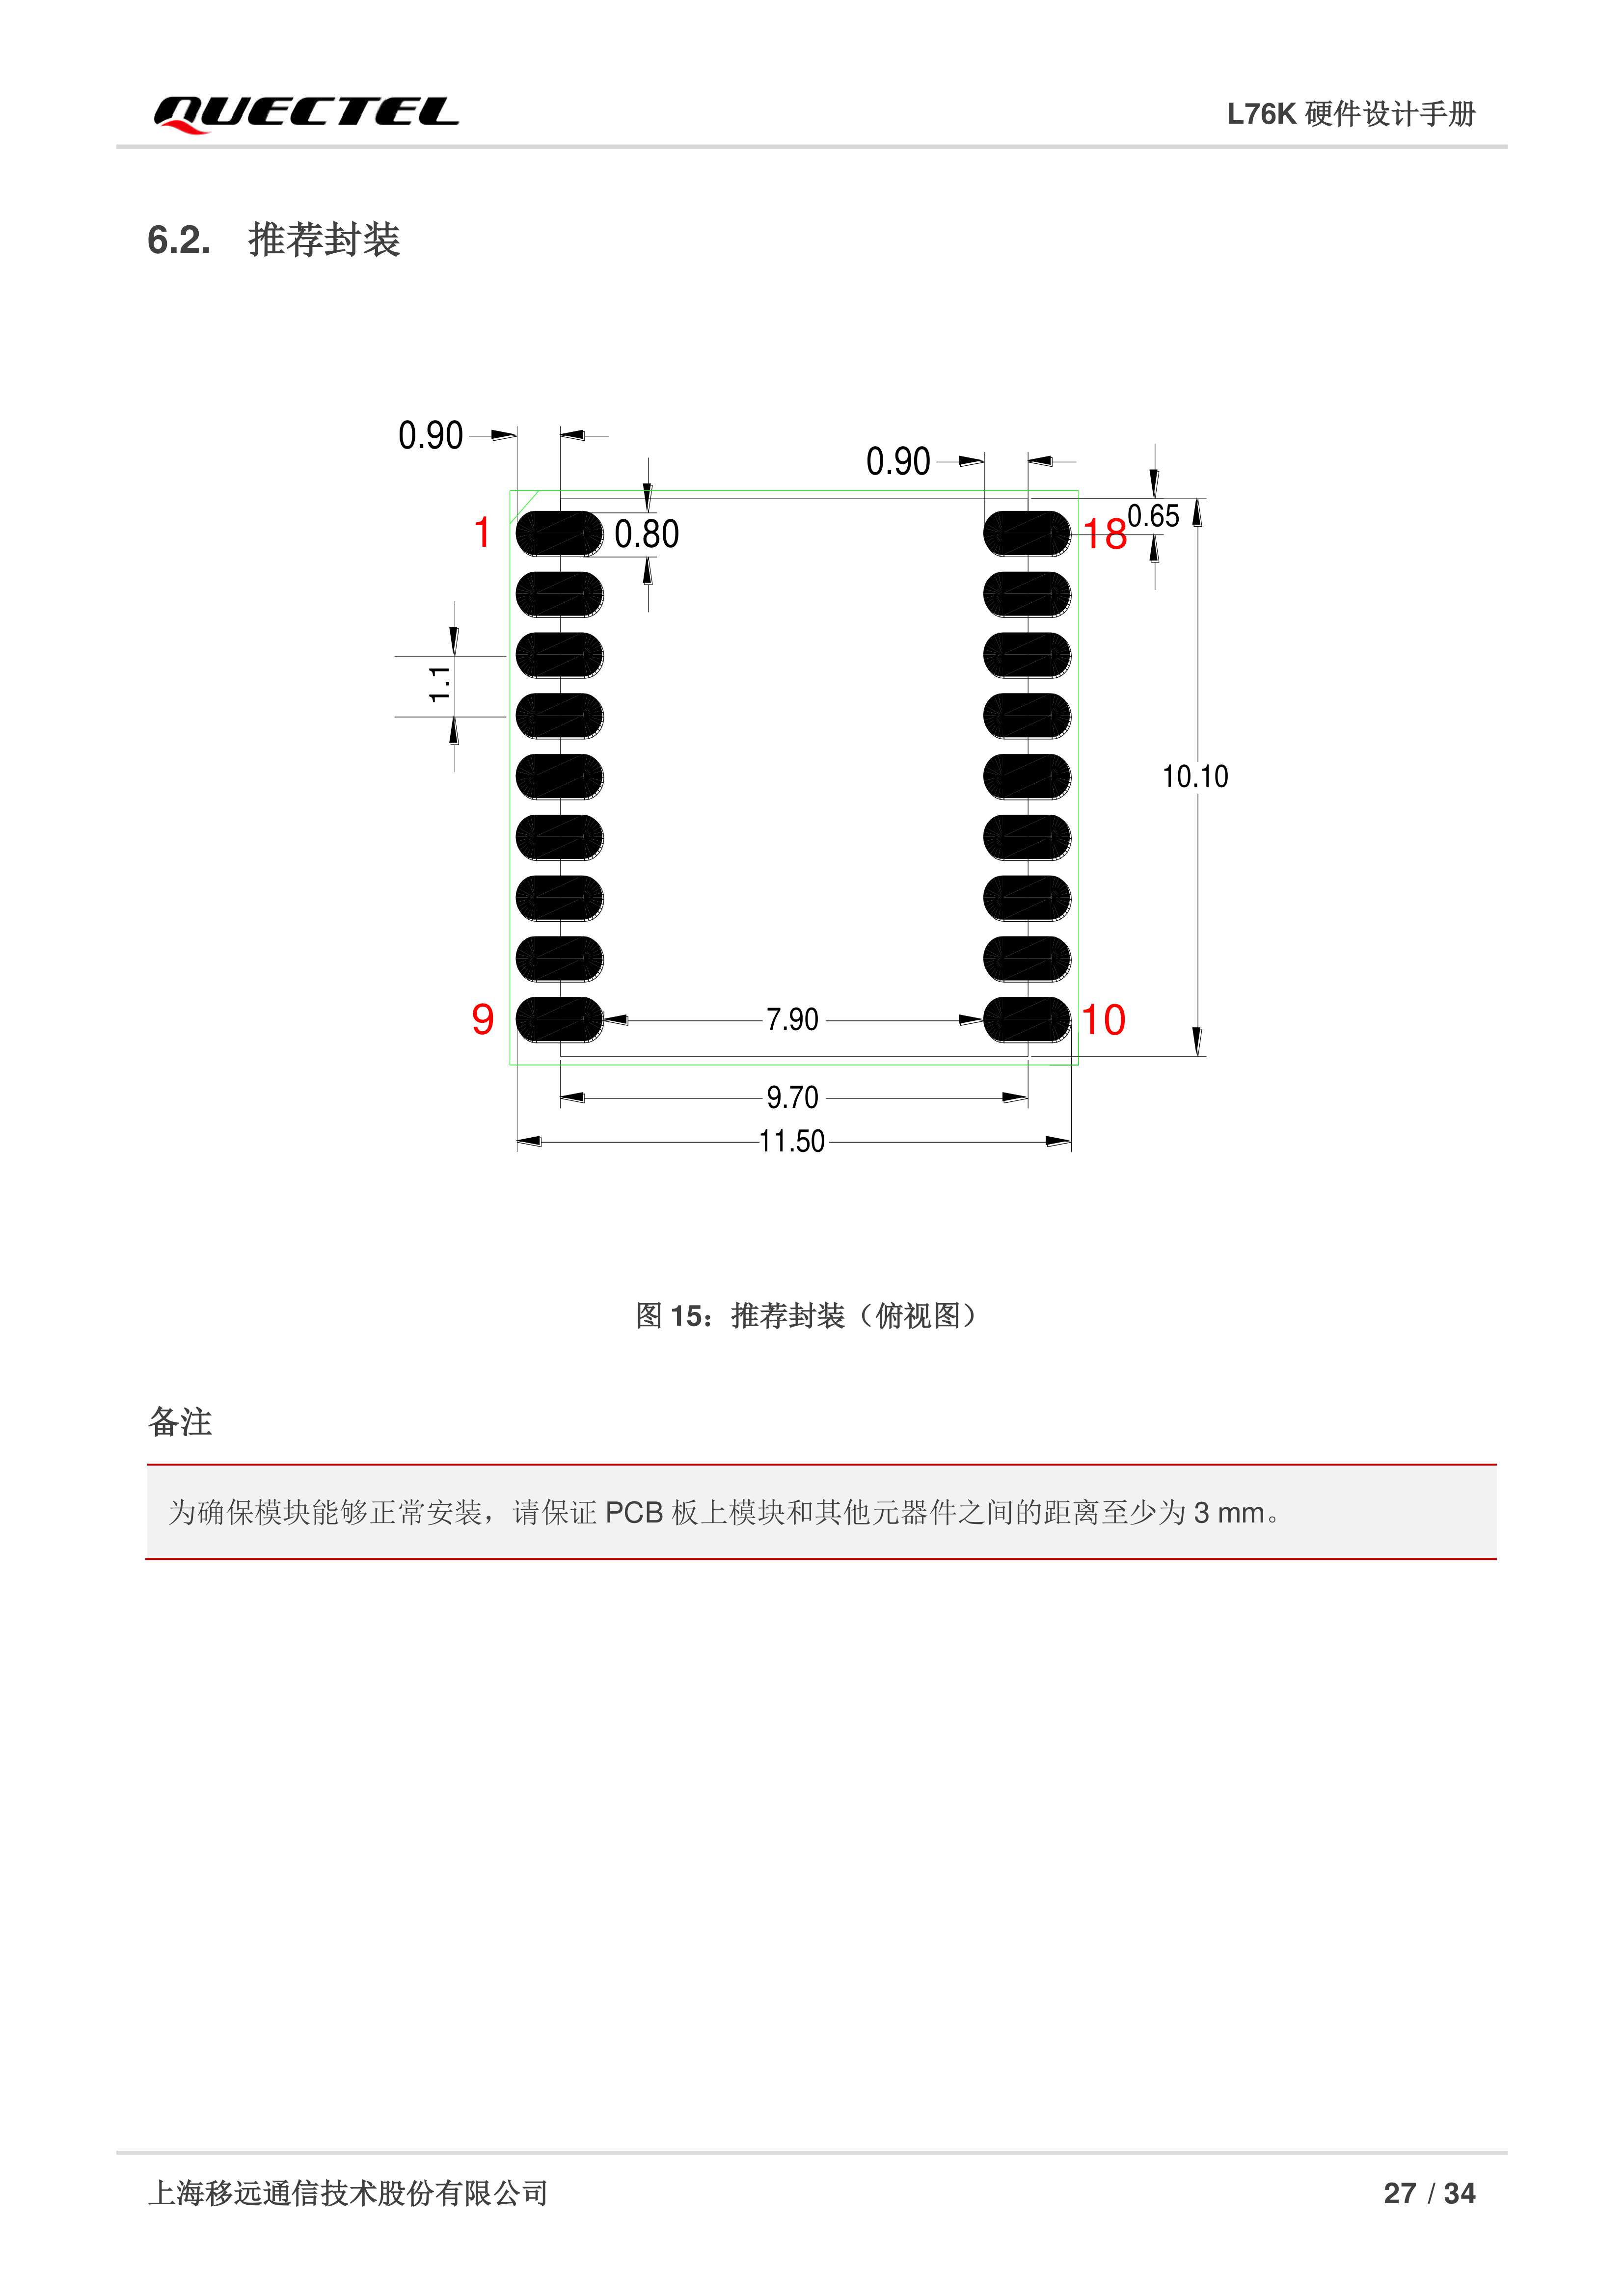 QUECTEL
L76K 硬件设计手册
6.2. 推荐封装
0.90
0.90
0.65
1
0.80
18
1.1
10.10
9
7.90
10
9.70
11.50
图 15：推荐封装（俯视图）
备注
为确保模块能够正常安装，请保证 PCB 板上模块和其他元器件之间的距离至少为 3 mm。
上海移远通信技术股份有限公司
27 / 34